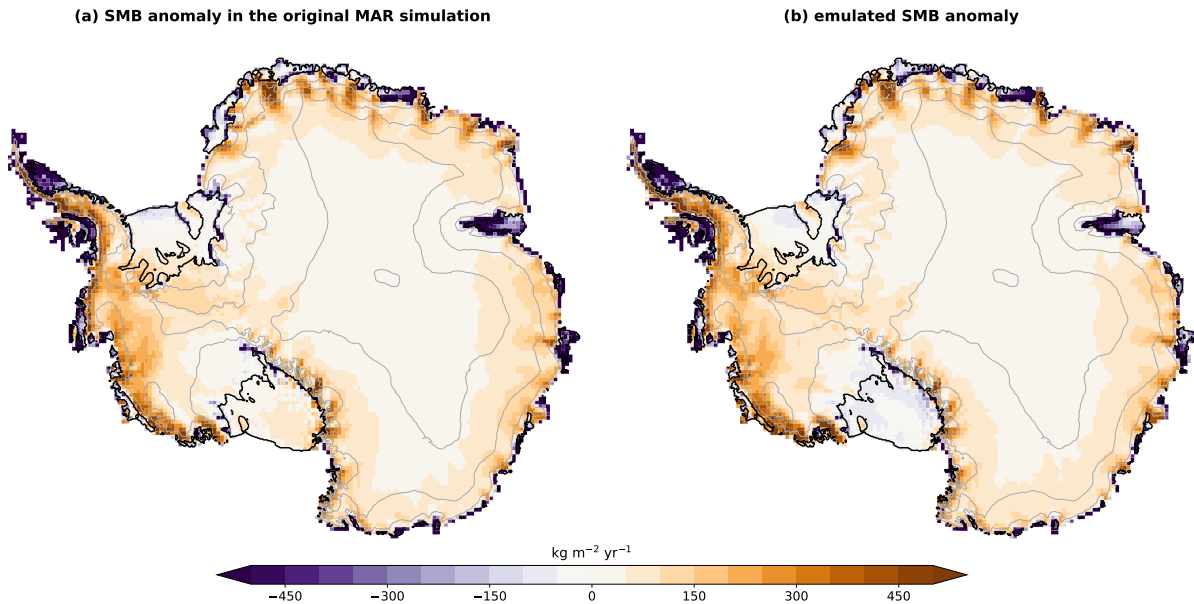 (a) SMB anomaly in the original MAR simulation
(b) emulated SMB anomaly
kg m⁻² yr⁻¹
−450 −300 −150 0 150 300 450